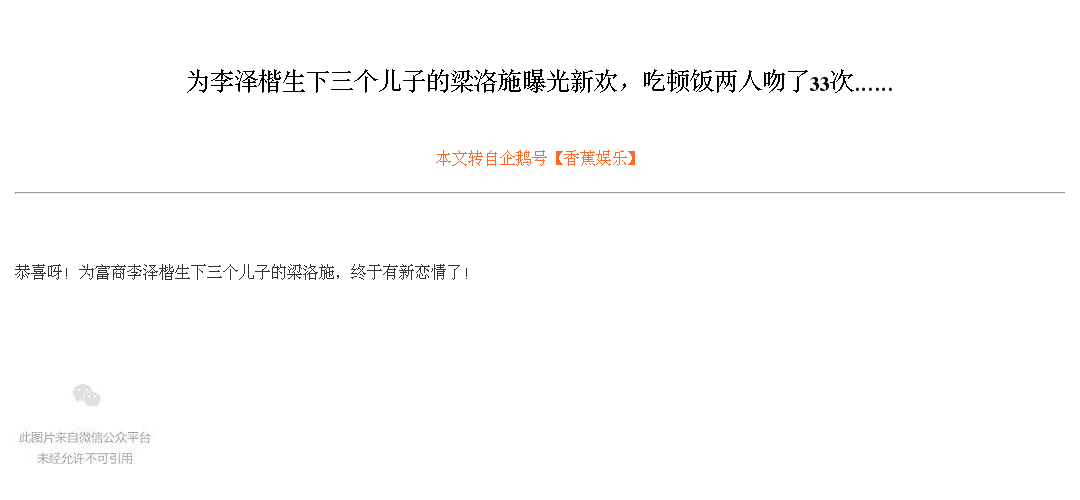 为李泽楷生下三个儿子的梁洛施曝光新欢，吃顿饭两人吻了33次……
本文转自企鹅号【香蕉娱乐】
恭喜呀！为富商李泽楷生下三个儿子的梁洛施，终于有新恋情了！
此图片来自微信公众平台
未经允许不可引用